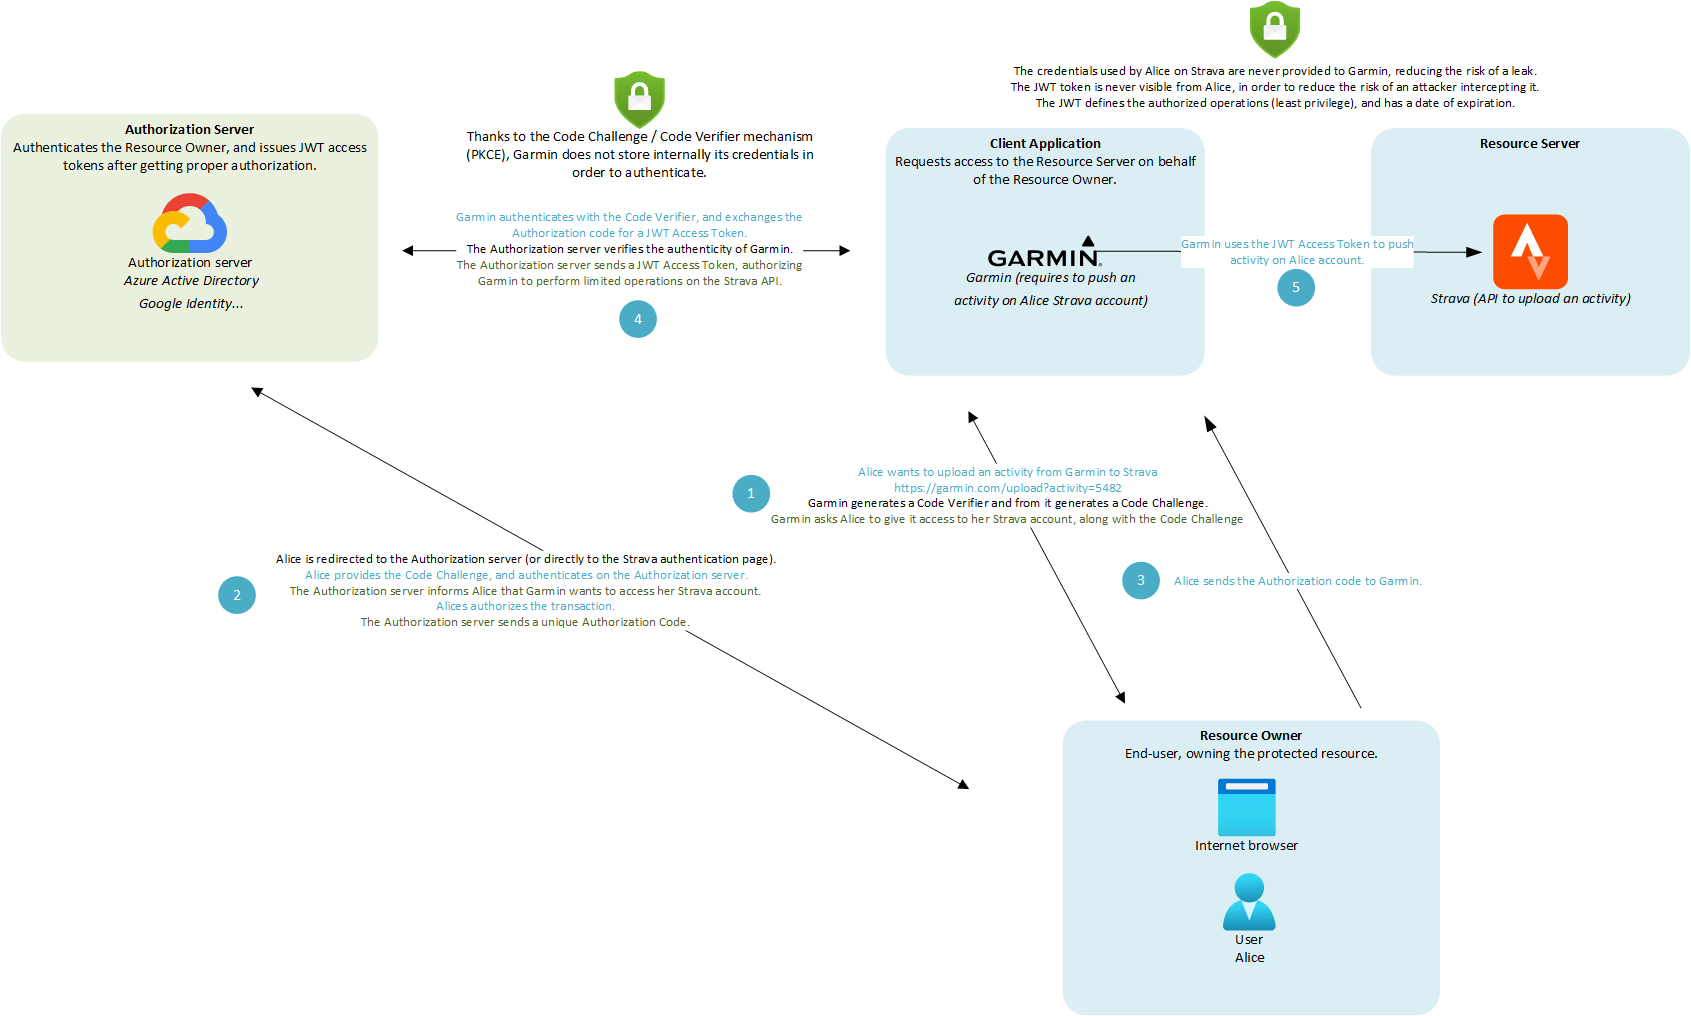 The credentials used by Alice on Strava are never provided to Garmin, reducing the risk of a leak.
The JWT token is never visible from Alice, in order to reduce the risk of an attacker intercepting it.
The JWT defines the authorized operations (least privilege), and has a date of expiration.
Authorization Server
Authenticates the Resource Owner, and issues JWT access
tokens after getting proper authorization.
Authorization server
Azure Active Directory
Google Identity...
Thanks to the Code Challenge / Code Verifier mechanism
(PKCE), Garmin does not store internally its credentials in
order to authenticate.
Garmin authenticates with the Code Verifier, and exchanges the
Authorization code for a JWT Access Token.
The Authorization server verifies the authenticity of Garmin.
The Authorization server sends a JWT Access Token, authorizing
Garmin to perform limited operations on the Strava API.
4
Client Application
Requests access to the Resource Server on behalf
of the Resource Owner.
GARMIN.
Garmin (requires to push an
activity on Alice Strava account)
Garmin uses the JWT Access Token to push
activity on Alice account.
5
Resource Server
Strava (API to upload an activity)
1
Alice wants to upload an activity from Garmin to Strava
https://garmin.com/upload?activity=5482
Garmin generates a Code Verifier and from it generates a Code Challenge.
Garmin asks Alice to give it access to her Strava account, along with the Code Challenge
2
Alice is redirected to the Authorization server (or directly to the Strava authentication page).
Alice provides the Code Challenge, and authenticates on the Authorization server.
The Authorization server informs Alice that Garmin wants to access her Strava account.
Alices authorizes the transaction.
The Authorization server sends a unique Authorization Code.
3
Alice sends the Authorization code to Garmin.
Resource Owner
End-user, owning the protected resource.
Internet browser
User
Alice